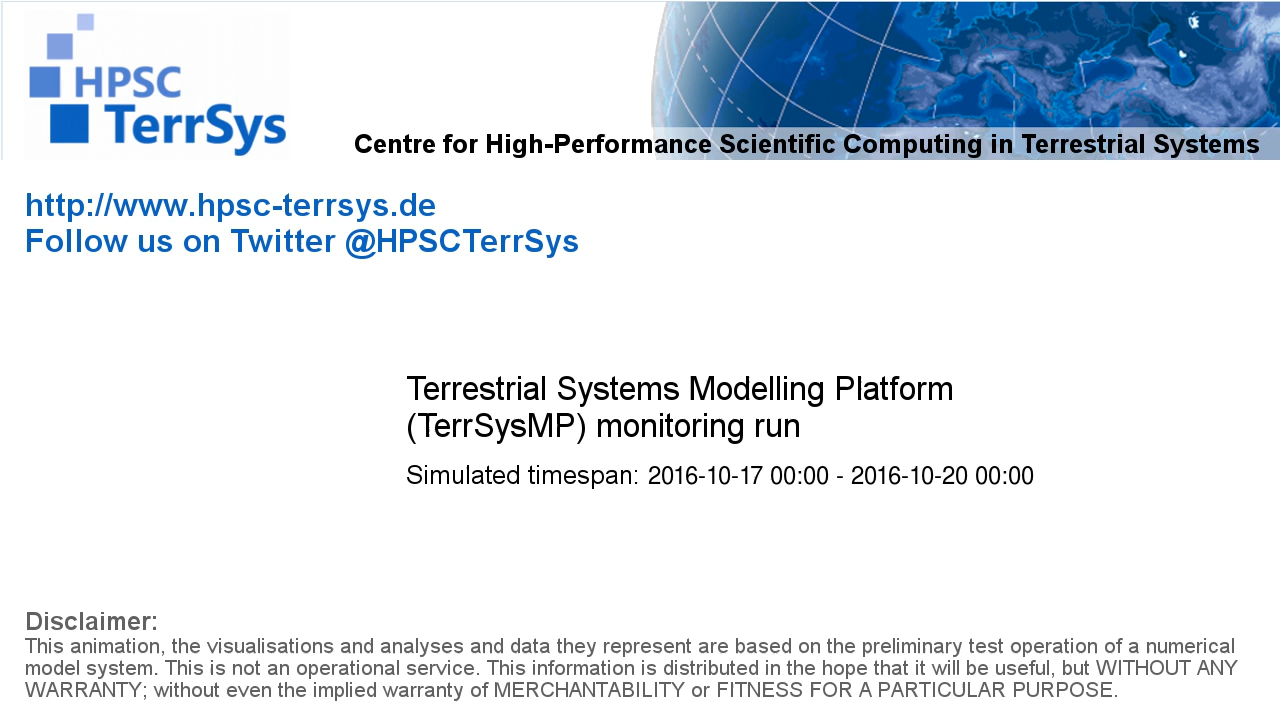 HPSC
TerrSys
Centre for High-Performance Scientific Computing in Terrestrial Systems
http://www.hpsc-terrsys.de
Follow us on Twitter @HPSCTerrSys
Terrestrial Systems Modelling Platform
(TerrSysMP) monitoring run
Simulated timespan: 2016-10-17 00:00 - 2016-10-20 00:00
Disclaimer:
This animation, the visualisations and analyses and data they represent are based on the preliminary test operation of a numerical
model system. This is not an operational service. This information is distributed in the hope that it will be useful, but WITHOUT ANY
WARRANTY; without even the implied warranty of MERCHANTABILITY or FITNESS FOR A PARTICULAR PURPOSE.